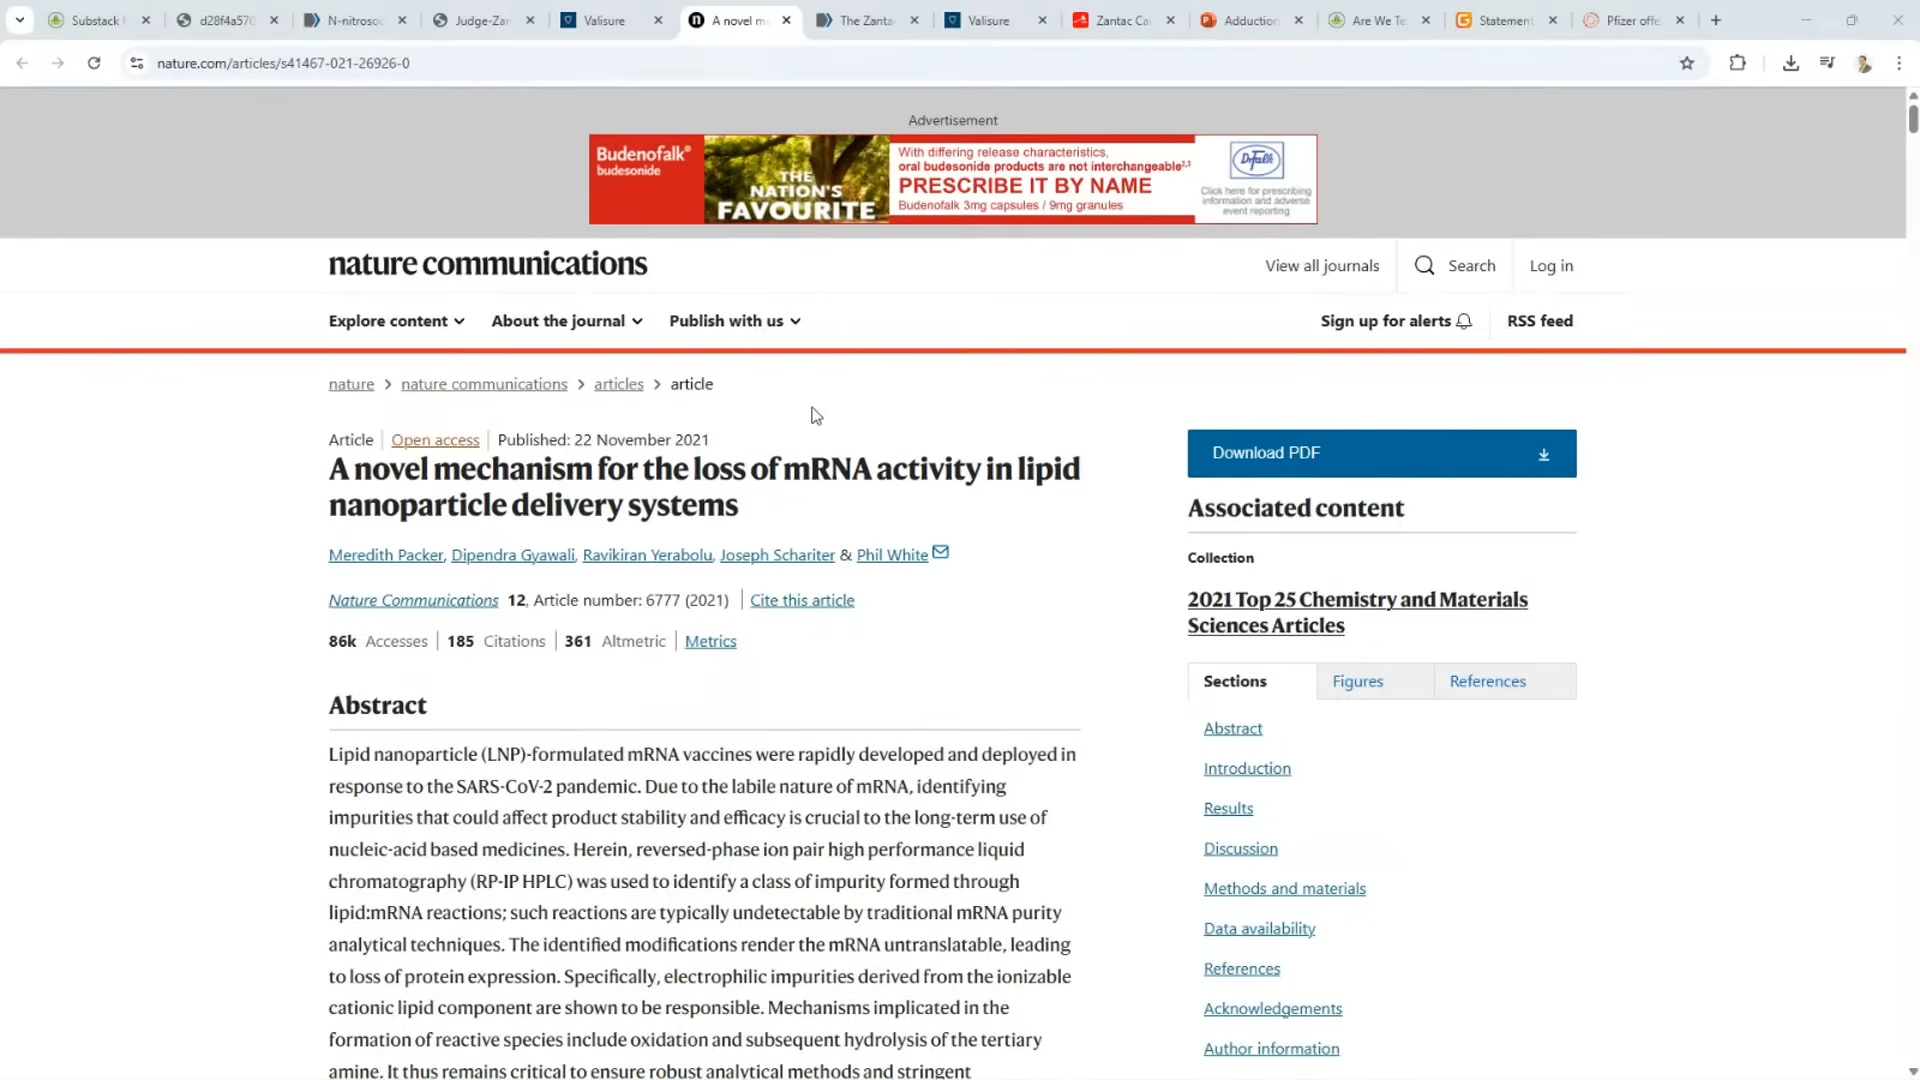 Substack
d28f4a570
N-nitroso
Judge-Zan
Valisure
A novel m
The Zanta
Valisure
Zantac Ca
Adduction
Are We Te
Statement
Pfizer offe
nature.com/articles/s41467-021-26926-0
Advertisement
Budenofalk®
budesonide
THE
NATION'S
FAVOURITE
With differing release characteristics,
oral budesonide products are not interchangeable2,3
PRESCRIBE IT BY NAME
Budenofalk 3mg capsules / 9mg granules
Dr Falk
Click here for prescribing
information and adverse
event reporting
nature communications
View all journals
Search
Log in
Explore content
About the journal
Publish with us
Sign up for alerts
RSS feed
nature > nature communications > articles > article
Article | Open access | Published: 22 November 2021
A novel mechanism for the loss of mRNA activity in lipid
nanoparticle delivery systems
Meredith Packer, Dipendra Gyawali, Ravikiran Yerabolu, Joseph Schariter & Phil White
Nature Communications 12, Article number: 6777 (2021) | Cite this article
86k Accesses | 185 Citations | 361 Altmetric | Metrics
Abstract
Lipid nanoparticle (LNP)-formulated mRNA vaccines were rapidly developed and deployed in
response to the SARS-CoV-2 pandemic. Due to the labile nature of mRNA, identifying
impurities that could affect product stability and efficacy is crucial to the long-term use of
nucleic-acid based medicines. Herein, reversed-phase ion pair high performance liquid
chromatography (RP-IP HPLC) was used to identify a class of impurity formed through
lipid:mRNA reactions; such reactions are typically undetectable by traditional mRNA purity
analytical techniques. The identified modifications render the mRNA untranslatable, leading
to loss of protein expression. Specifically, electrophilic impurities derived from the ionizable
cationic lipid component are shown to be responsible. Mechanisms implicated in the
formation of reactive species include oxidation and subsequent hydrolysis of the tertiary
amine. It thus remains critical to ensure robust analytical methods and stringent
Download PDF
Associated content
Collection
2021 Top 25 Chemistry and Materials
Sciences Articles
Sections
Figures
References
Abstract
Introduction
Results
Discussion
Methods and materials
Data availability
References
Acknowledgements
Author information